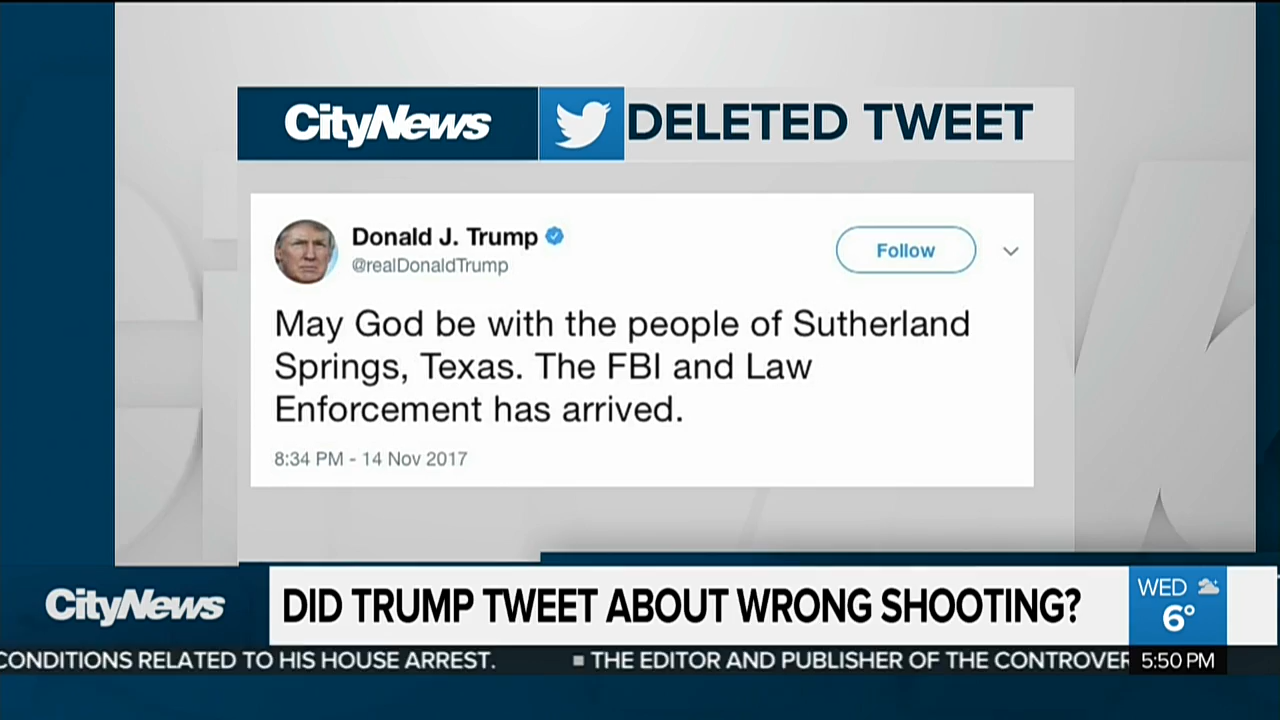 CityNews DELETED TWEET
Donald J. Trump
@realDonaldTrump
Follow
May God be with the people of Sutherland
Springs, Texas. The FBI and Law
Enforcement has arrived.
8:34 PM - 14 Nov 2017
CityNews
DID TRUMP TWEET ABOUT WRONG SHOOTING?
WED
6°
CONDITIONS RELATED TO HIS HOUSE ARREST. ■ THE EDITOR AND PUBLISHER OF THE CONTROVER
5:50 PM